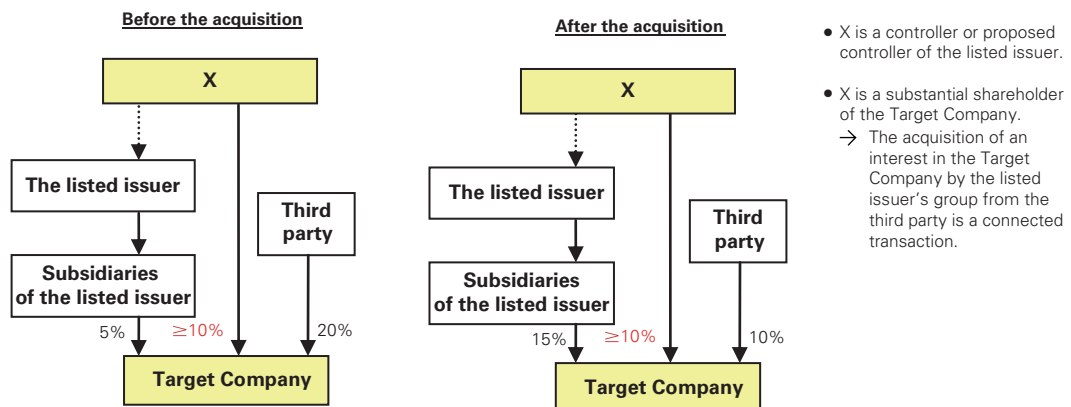 Before the acquisition
X
The listed issuer
Third
party
Subsidiaries
of the listed issuer
5%
≥10%
20%
Target Company
After the acquisition
X
The listed issuer
Third
party
Subsidiaries
of the listed issuer
15%
≥10%
10%
Target Company
• X is a controller or proposed
controller of the listed issuer.
• X is a substantial shareholder
of the Target Company.
→ The acquisition of an
interest in the Target
Company by the listed
issuer's group from the
third party is a connected
transaction.